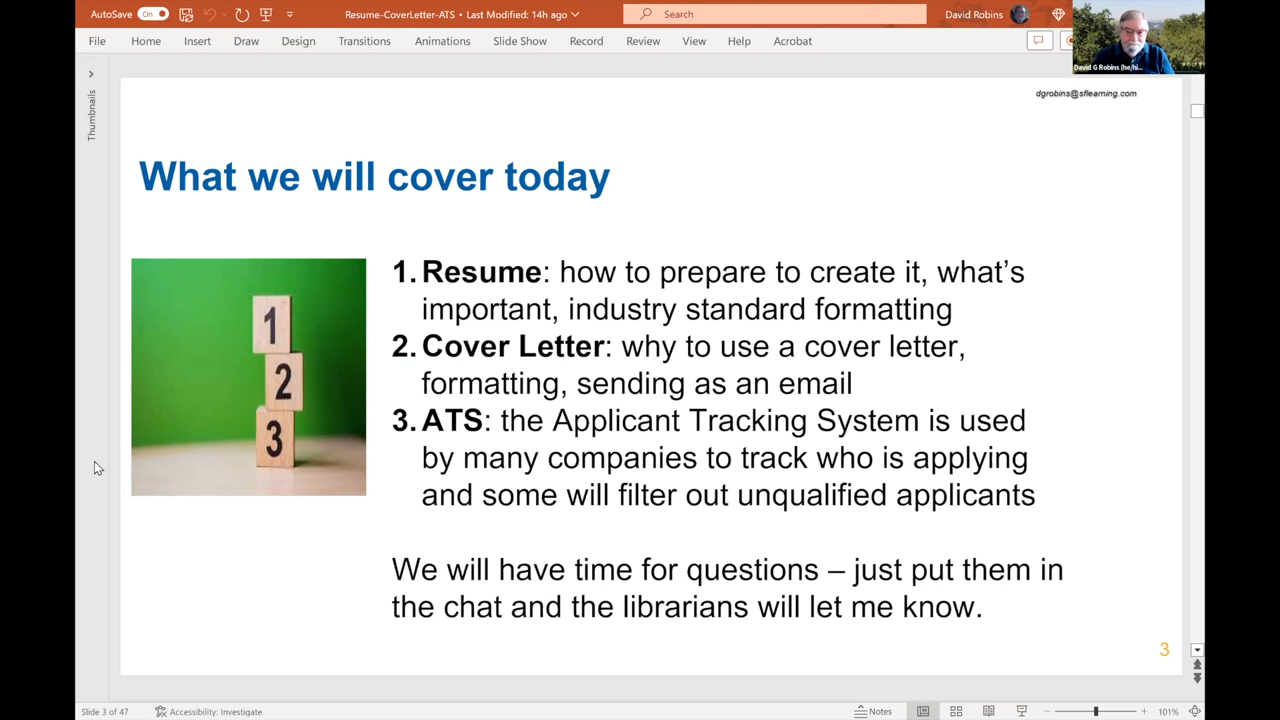 AutoSave On Resume-CoverLetter-ATS • Last Modified: 14h ago Search David Robins
File Home Insert Draw Design Transitions Animations Slide Show Record Review View Help Acrobat
David G Robins (he/hi...
Thumbnails
dgrobins@sflearning.com
What we will cover today
1
2
3
1. Resume: how to prepare to create it, what's
important, industry standard formatting
2. Cover Letter: why to use a cover letter,
formatting, sending as an email
3. ATS: the Applicant Tracking System is used
by many companies to track who is applying
and some will filter out unqualified applicants
We will have time for questions – just put them in
the chat and the librarians will let me know.
3
Slide 3 of 47 Accessibility: Investigate Notes 101%